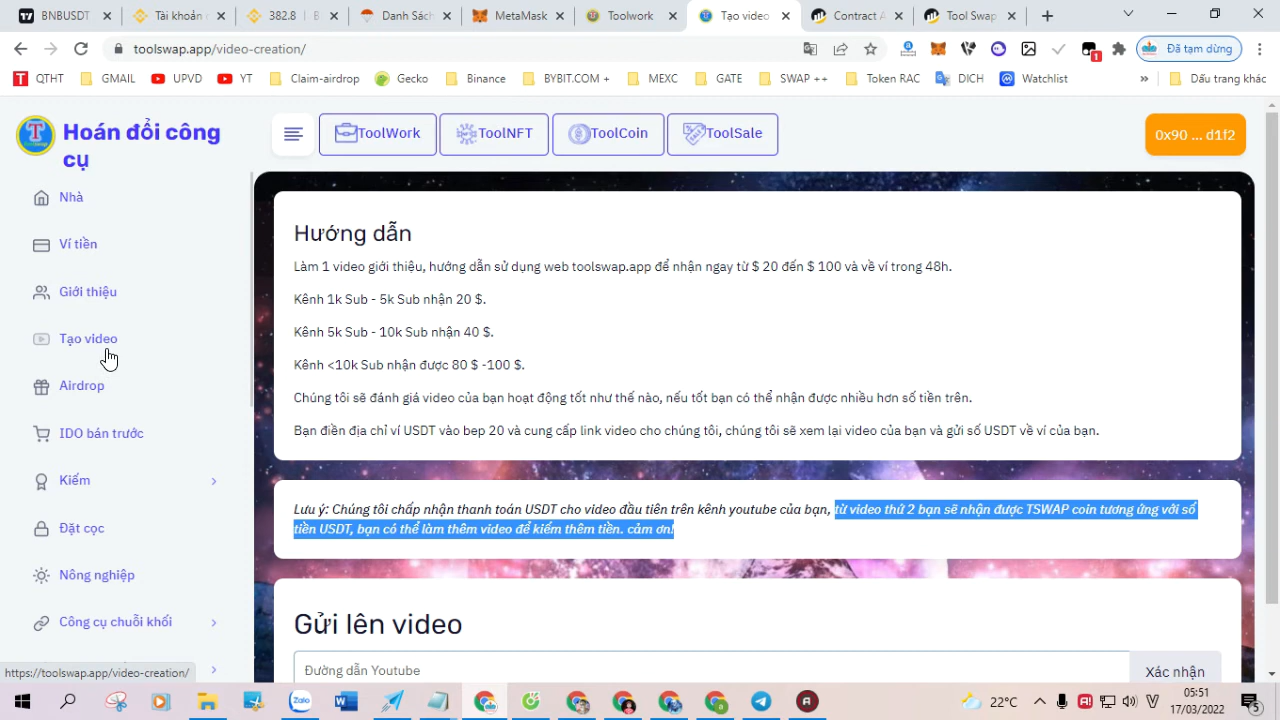 BNBUSDT
Tài khoản
382.8 | B
Danh Sách
MetaMask
Toolwork
Tạo video
Contract A
Tool Swap
toolswap.app/video-creation/
1
Đã tạm dừng
QTHT
GMAIL
UPVD
YT
Claim-airdrop
Gecko
Binance
BYBIT.COM +
MEXC
GATE
SWAP ++
Token RAC
DICH
Watchlist
»
Dấu trang khác
Hoán đổi công
cụ
ToolWork
ToolNFT
ToolCoin
ToolSale
0x90 ... d1f2
Nhà
Ví tiền
Giới thiệu
Tạo video
Airdrop
IDO bán trước
Kiếm
Đặt cọc
Nông nghiệp
Công cụ chuỗi khối
Hướng dẫn
Làm 1 video giới thiệu, hướng dẫn sử dụng web toolswap.app để nhận ngay từ $ 20 đến $ 100 và về ví trong 48h.
Kênh 1k Sub - 5k Sub nhận 20 $.
Kênh 5k Sub - 10k Sub nhận 40 $.
Kênh <10k Sub nhận được 80 $ -100 $.
Chúng tôi sẽ đánh giá video của bạn hoạt động tốt như thế nào, nếu tốt bạn có thể nhận được nhiều hơn số tiền trên.
Bạn điền địa chỉ ví USDT vào bep 20 và cung cấp link video cho chúng tôi, chúng tôi sẽ xem lại video của bạn và gửi số USDT về ví của bạn.
Lưu ý: Chúng tôi chấp nhận thanh toán USDT cho video đầu tiên trên kênh youtube của bạn, từ video thứ 2 bạn sẽ nhận được TSWAP coin tương ứng với số
tiền USDT, bạn có thể làm thêm video để kiếm thêm tiền. cảm ơn!
Gửi lên video
Đường dẫn Youtube
Xác nhận
https://toolswap.app/video-creation/
Zalo
22°C
05:51
17/03/2022
5